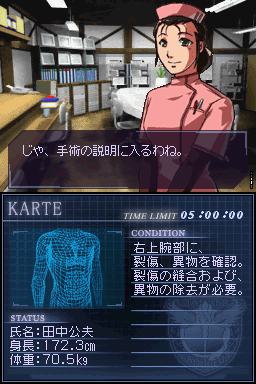 じゃ、手術の説明に入るわね。
KARTE
TIME LIMIT 05:00:00
CONDITION
右上腕部に、
裂傷、異物を確認。
裂傷の縫合および、
異物の除去が必要。
STATUS
氏名:田中公夫
身長:172.3cm
体重:70.5kg